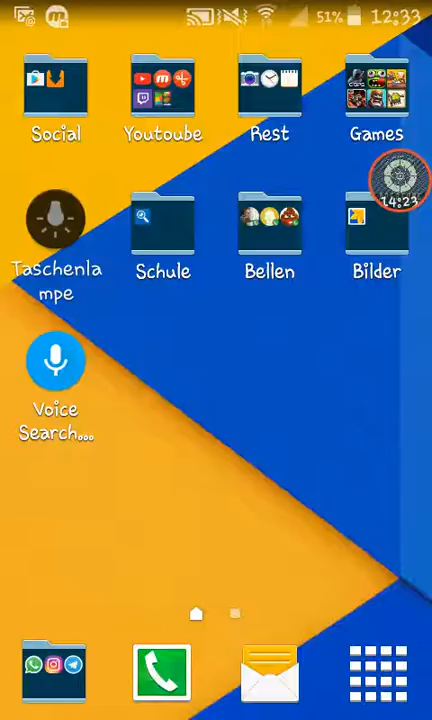 51% 12:33
Social Youtoube Rest Games
14:23
Taschenla
mpe
Schule Bellen Bilder
Voice
Search...